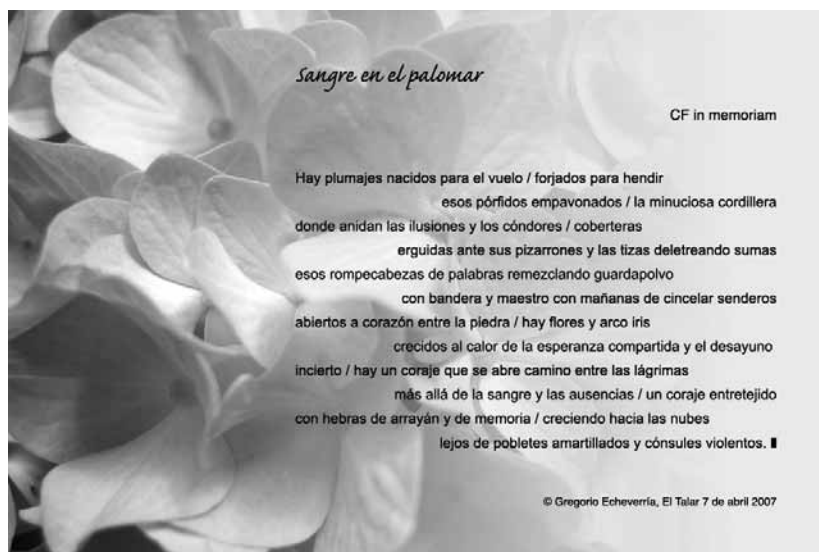 Sangre en el palomar
CF in memoriam
Hay plumajes nacidos para el vuelo / forjados para hendir
esos pórfidos empavonados / la minuciosa cordillera
donde anidan las ilusiones y los cóndores / coberteras
erguidas ante sus pizarrones y las tizas deletreando sumas
esos rompecabezas de palabras remezclando guardapolvo
con bandera y maestro con mañanas de cincelar senderos
abiertos a corazón entre la piedra / hay flores y arco iris
crecidos al calor de la esperanza compartida y el desayuno
incierto / hay un coraje que se abre camino entre las lágrimas
más allá de la sangre y las ausencias / un coraje entretejido
con hebras de arrayán y de memoria / creciendo hacia las nubes
lejos de pobletes amartillados y cónsules violentos.
© Gregorio Echeverría, El Talar 7 de abril 2007